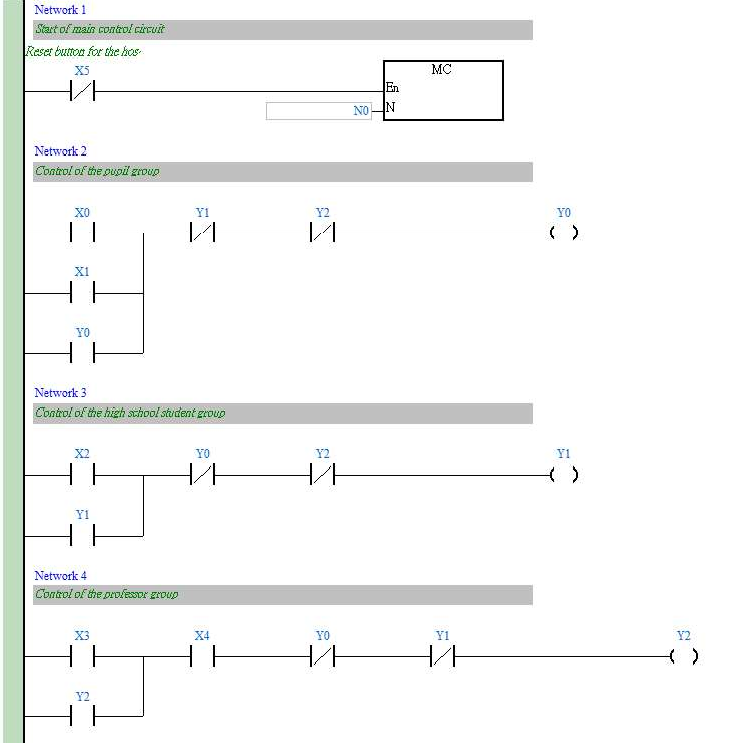 Network 1
Start of main control circuit
Reset button for the hos
X5
MC
En
N0 N
Network 2
Control of the pupil group
X0 Y1 Y2 Y0
X1
Y0
Network 3
Control of the high school student group
X2 Y0 Y2 Y1
Y1
Network 4
Control of the professor group
X3 X4 Y0 Y1 Y2
Y2